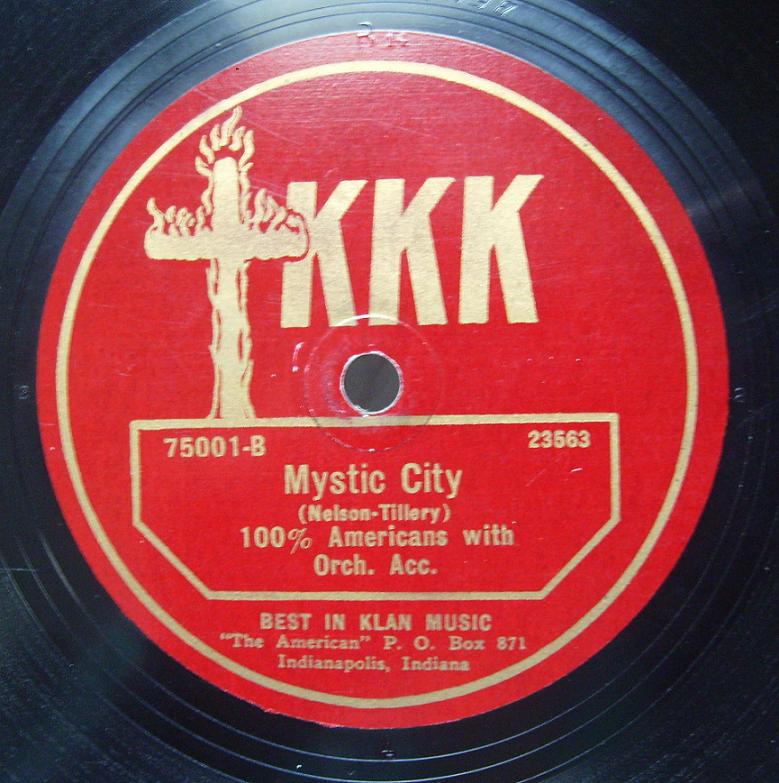 KKK
75001-B 23563
Mystic City
(Nelson-Tillery)
100% Americans with
Orch. Acc.
BEST IN KLAN MUSIC
"The American" P. O. Box 871
Indianapolis, Indiana